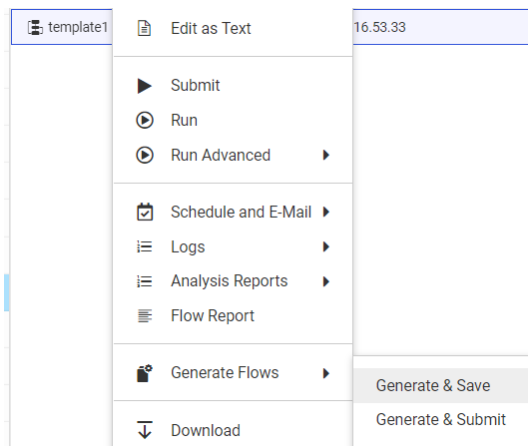 template1
16.53.33
Edit as Text
Submit
Run
Run Advanced
Schedule and E-Mail
Logs
Analysis Reports
Flow Report
Generate Flows
Generate & Save
Generate & Submit
Download